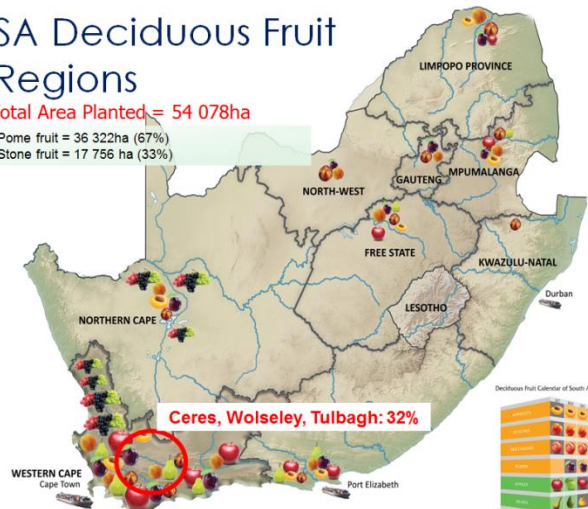 SA Deciduous Fruit
Regions
Total Area Planted = 54 078ha
Pome fruit = 36 322ha (67%)
Stone fruit = 17 756 ha (33%)
LIMPOPO PROVINCE
MPUMALANGA
GAUTENG
NORTH-WEST
FREE STATE
KWAZULU-NATAL
LESOTHO
Durban
NORTHERN CAPE
Deciduous Fruit Calendar of South A
Ceres, Wolseley, Tulbagh: 32%
WESTERN CAPE
Cape Town
Port Elizabeth